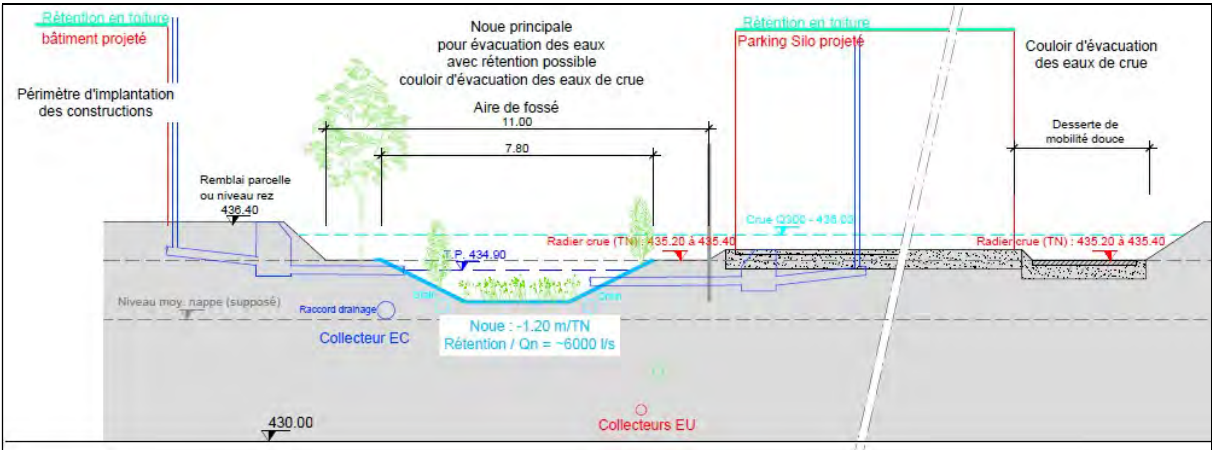 Rétention en toiture
bâtiment projeté
Périmètre d'implantation
des constructions
Noue principale
pour évacuation des eaux
avec rétention possible
couloir d'évacuation des eaux de crue
Aire de fossé
11.00
7.80
Rétention en toiture
Parking Silo projeté
Couloir d'évacuation
des eaux de crue
Desserte de
mobilité douce
Remblai parcelle
ou niveau rez
436.40
Crue Q300 - 436.03
Radier crue (TN) : 435.20 à 435.40
Radier crue (TN) : 435.20 à 435.40
T.P. 434.90
Niveau moy. nappe (supposé)
Raccord drainage
Collecteur EC
Noue : -1.20 m/TN
Rétention / Qn = ~6000 l/s
Collecteurs EU
430.00